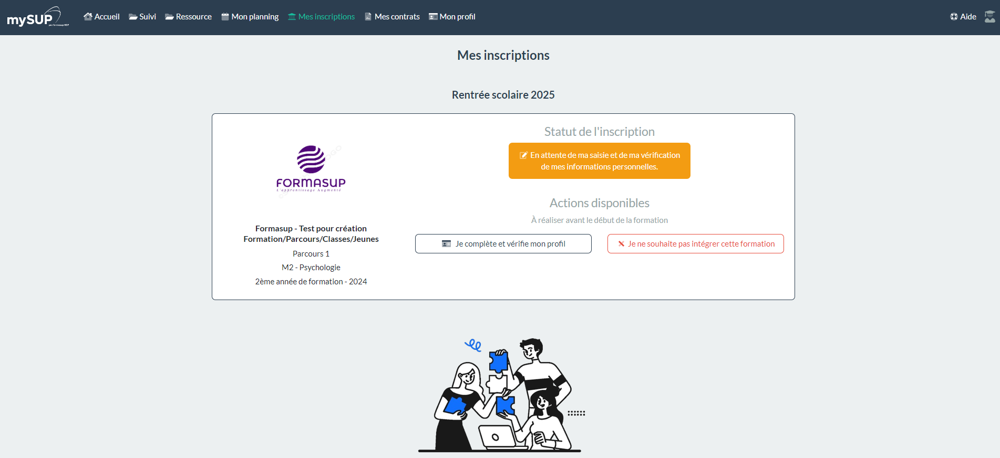 mySUP
par formasup HDF
Accueil
Suivi
Ressource
Mon planning
Mes inscriptions
Mes contrats
Mon profil
Aide
Mes inscriptions
Rentrée scolaire 2025
FORMASUP
L'apprentissage Augmenté
Formasup - Test pour création
Formation/Parcours/Classes/Jeunes
Parcours 1
M2 - Psychologie
2ème année de formation - 2024
Statut de l'inscription
En attente de ma saisie et de ma vérification
de mes informations personnelles.
Actions disponibles
À réaliser avant le début de la formation
Je complète et vérifie mon profil
Je ne souhaite pas intégrer cette formation